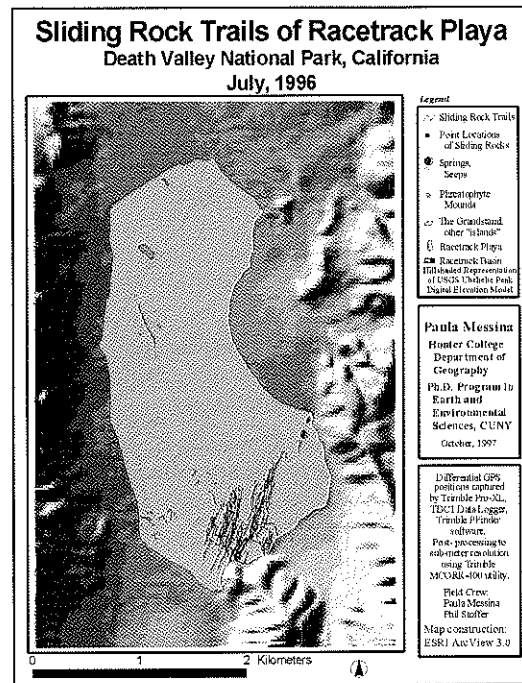 Sliding Rock Trails of Racetrack Playa
Death Valley National Park, California
July, 1996
Legend
Sliding Rock Trails
Point Locations
of Sliding Rocks
Springs,
Seeps
Phreatophyte
Mounds
The Grandstand,
other "islands"
Racetrack Playa
Racetrack Basin
Hillshaded Representation
of USGS Ubehebe Peak
Digital Elevation Model
Paula Messina
Hunter College
Department of
Geography
Ph.D. Program in
Earth and
Environmental
Sciences, CUNY
October, 1997
Differential GPS
positions captured
by Trimble Pro-XL,
TDC1 Data Logger,
Trimble PFinder
software.
Post-processing to
sub-meter resolution
using Trimble
MCORR-400 utility.
Field Crew:
Paula Messina
Phil Stoffer
Map construction:
ESRI ArcView 3.0
0 1 2 Kilometers